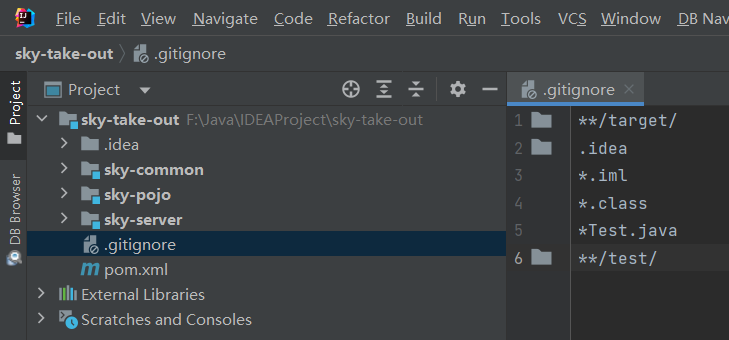 File Edit View Navigate Code Refactor Build Run Tools VCS Window DB Nav
sky-take-out .gitignore
Project
Project
DB Browser
sky-take-out F:\Java\IDEAProject\sky-take-out
.idea
sky-common
sky-pojo
sky-server
.gitignore
pom.xml
External Libraries
Scratches and Consoles
.gitignore
1 **/target/
2 .idea
3 *.iml
4 *.class
5 *Test.java
6 **/test/